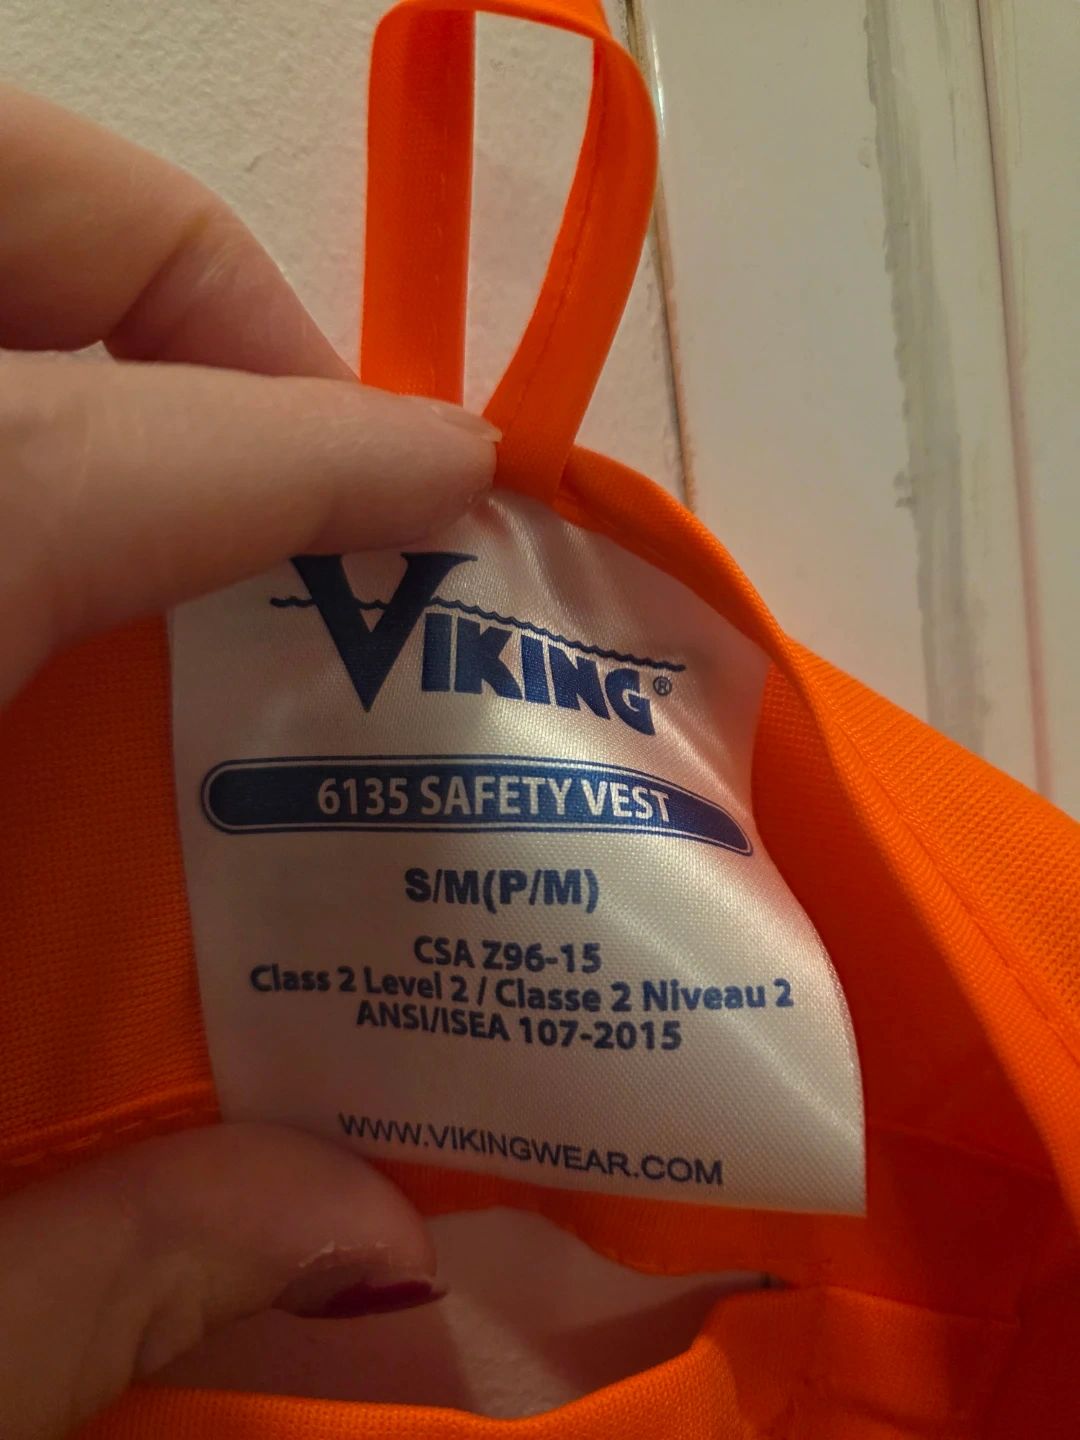 VIKING®
6135 SAFETY VEST
S/M(P/M)
CSA Z96-15
Class 2 Level 2 / Classe 2 Niveau 2
ANSI/ISEA 107-2015
WWW.VIKINGWEAR.COM